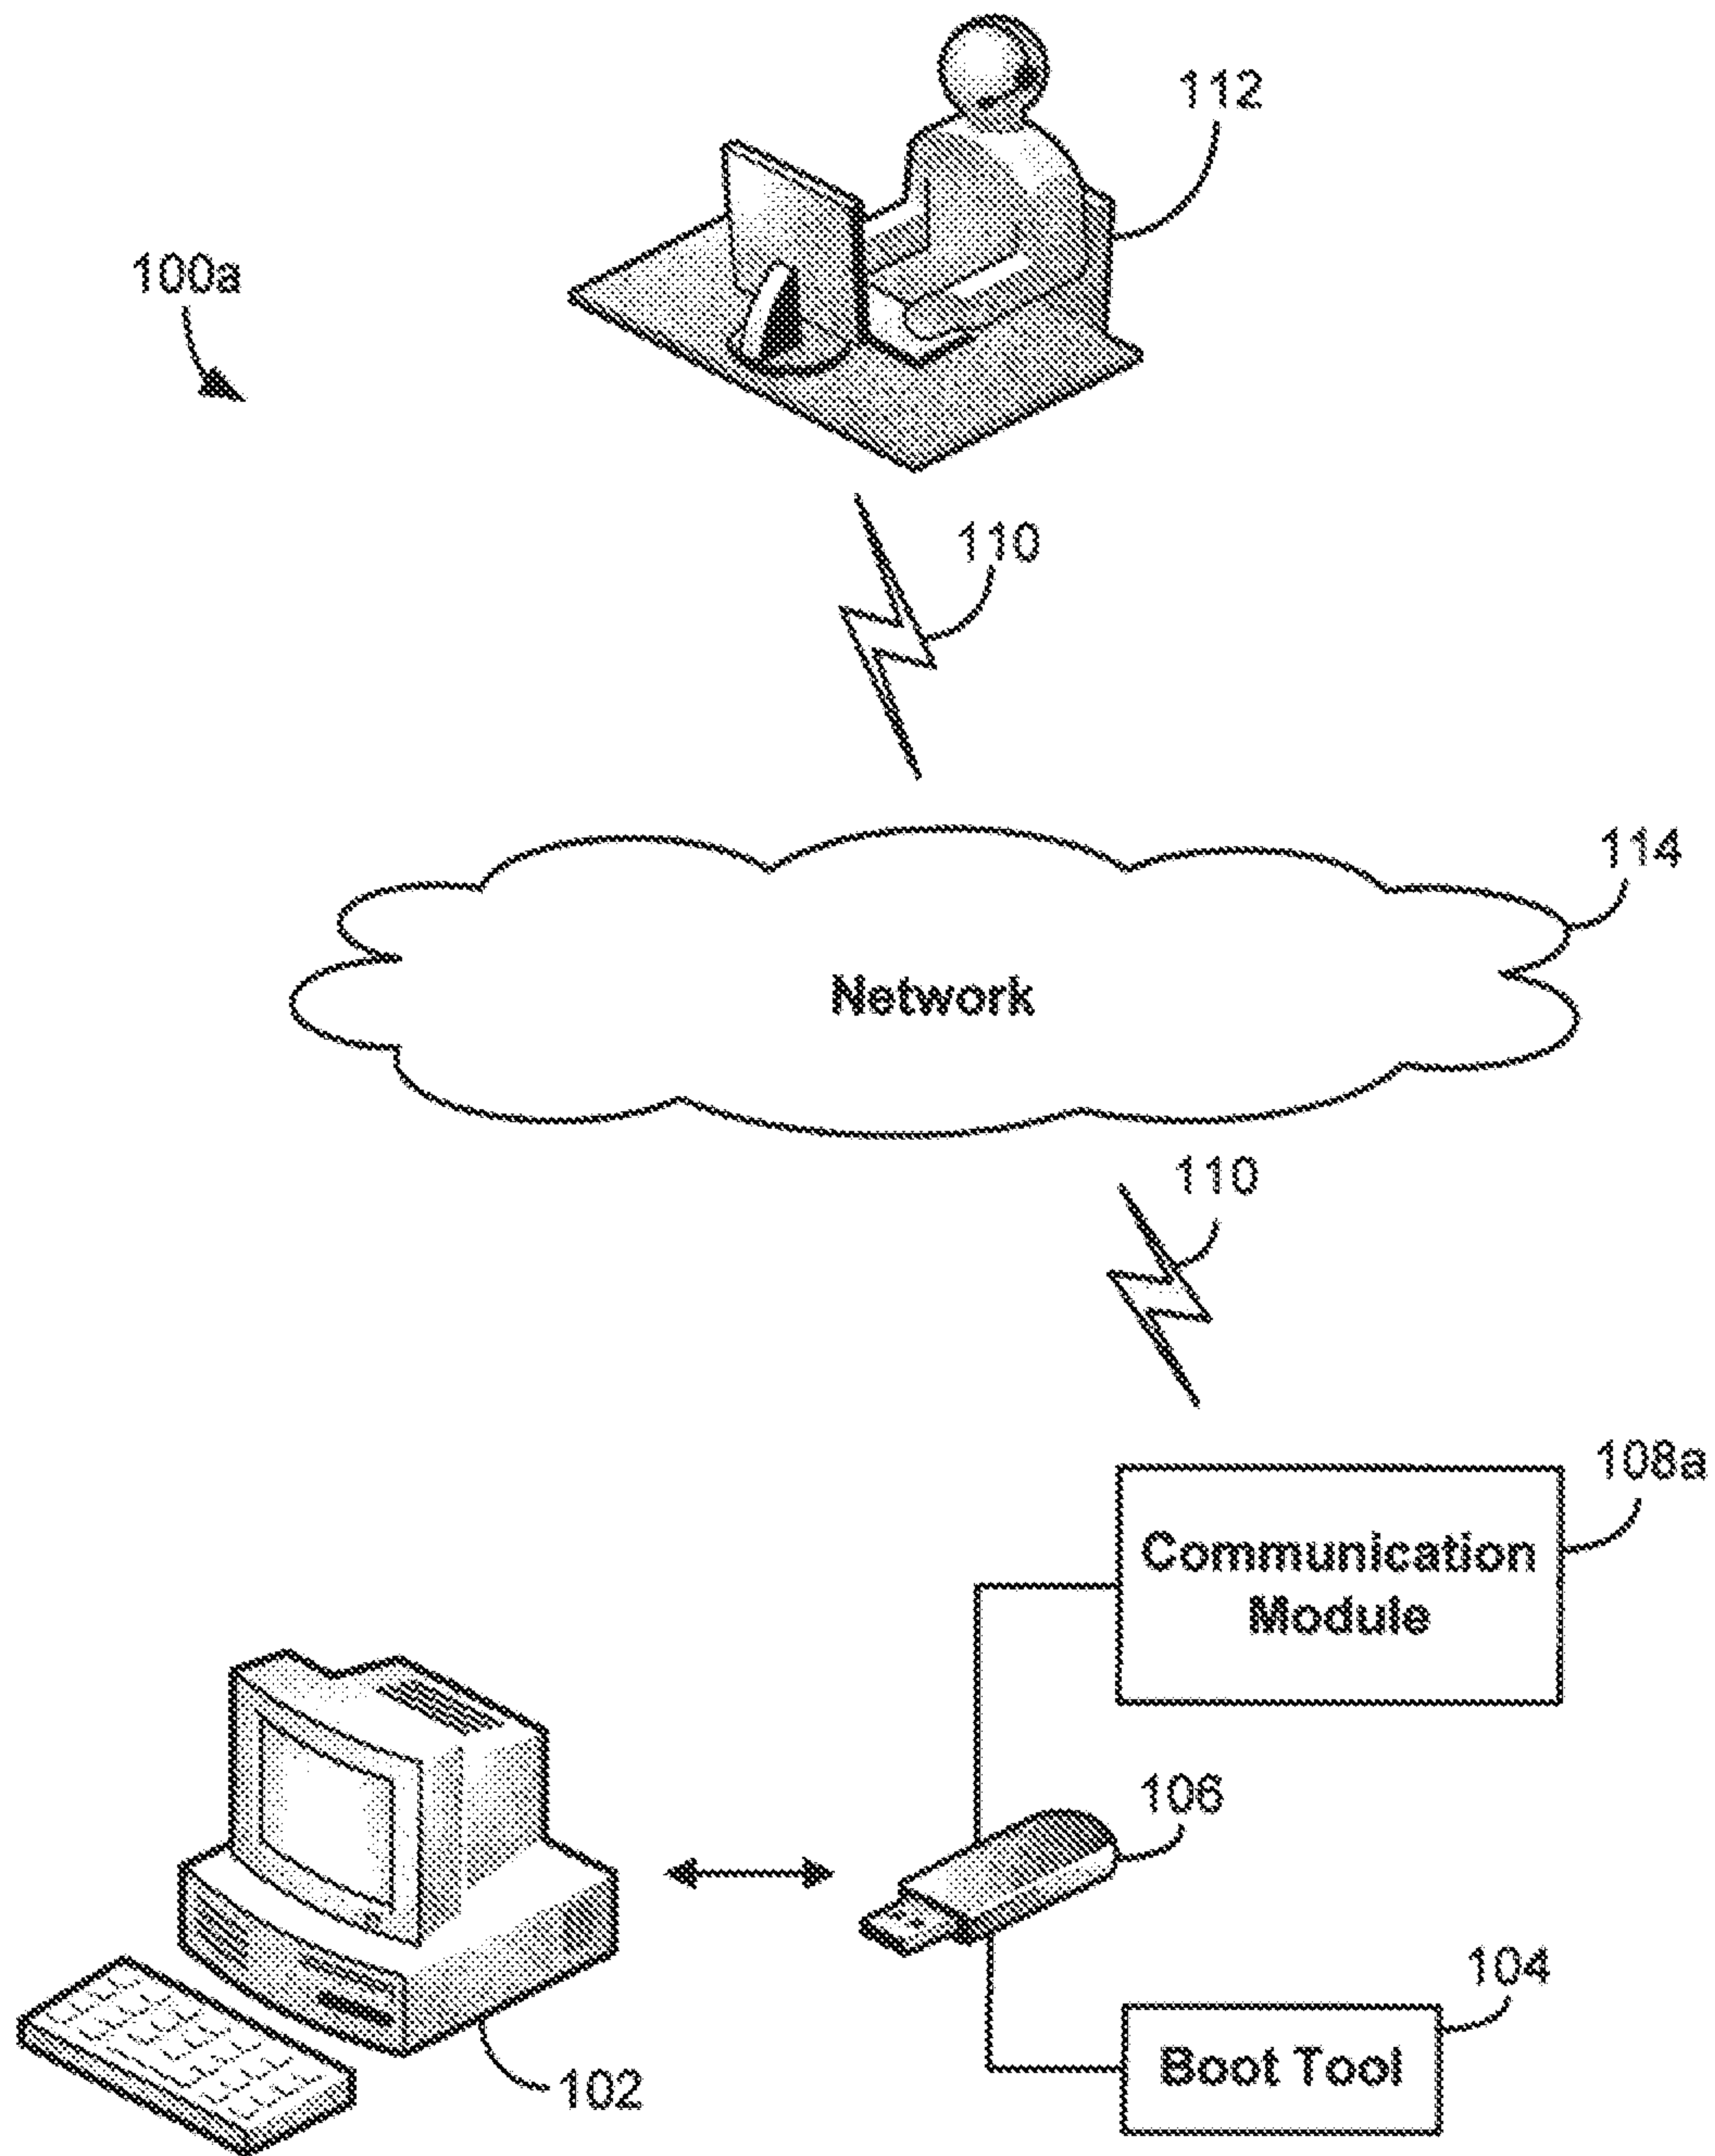 112
100a
110
114
Network
110
108a
Communication
Module
106
104
Boot Tool
102